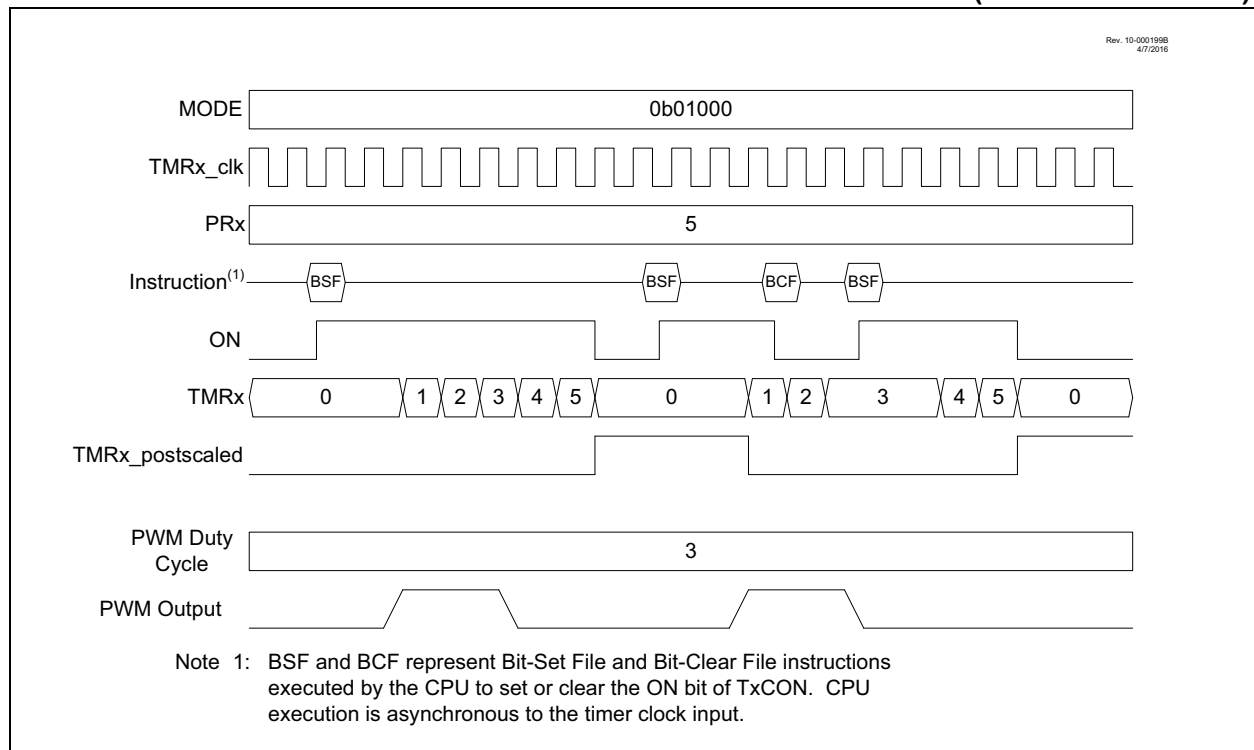 Rev. 10-000199B
4/7/2016
MODE 0b01000
TMRx_clk
PRx 5
Instruction(1) BSF BSF BCF BSF
ON
TMRx 0 1 2 3 4 5 0 1 2 3 4 5 0
TMRx_postscaled
PWM Duty
Cycle 3
PWM Output
Note 1: BSF and BCF represent Bit-Set File and Bit-Clear File instructions
executed by the CPU to set or clear the ON bit of TxCON. CPU
execution is asynchronous to the timer clock input.